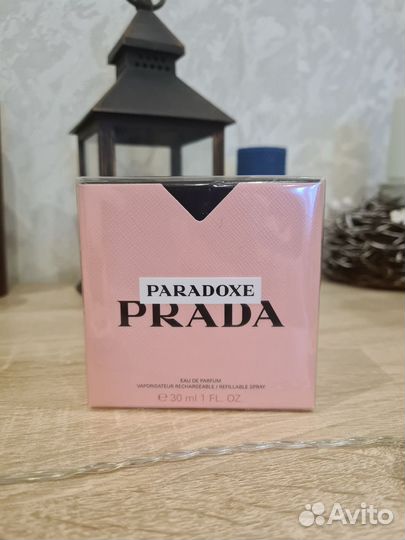 PARADOXE
PRADA
EAU DE PARFUM
VAPORISATEUR RECHARGEABLE / REFILLABLE SPRAY
℮ 30 ml 1 FL. OZ
Avito